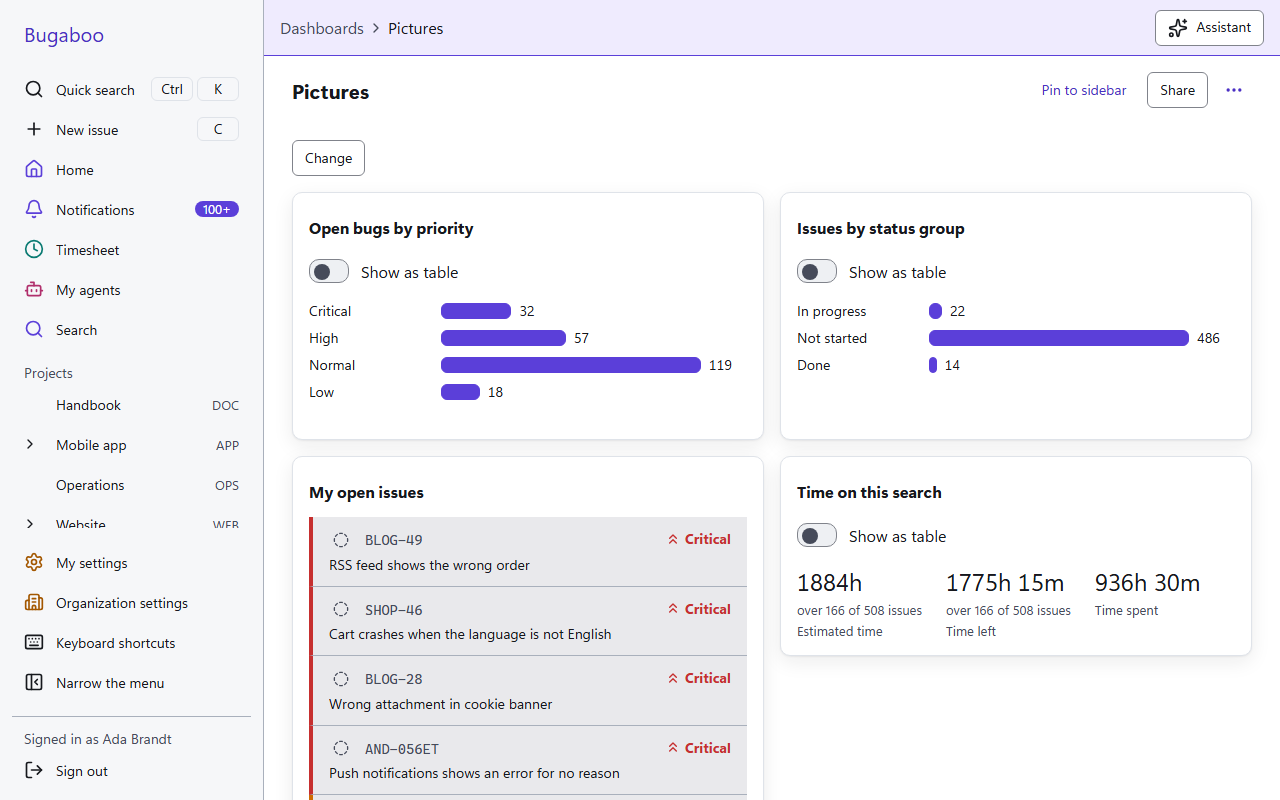 Bugaboo
Quick search Ctrl K
New issue C
Home
Notifications 100+
Timesheet
My agents
Search
Projects
Handbook DOC
Mobile app APP
Operations OPS
Website WEB
My settings
Organization settings
Keyboard shortcuts
Narrow the menu
Signed in as Ada Brandt
Sign out
Dashboards > Pictures
Assistant
Pictures
Pin to sidebar
Share
Change
Open bugs by priority
Show as table
Critical 32
High 57
Normal 119
Low 18
Issues by status group
Show as table
In progress 22
Not started 486
Done 14
My open issues
BLOG-49 Critical
RSS feed shows the wrong order
SHOP-46 Critical
Cart crashes when the language is not English
BLOG-28 Critical
Wrong attachment in cookie banner
AND-056ET Critical
Push notifications shows an error for no reason
Time on this search
Show as table
1884h 1775h 15m 936h 30m
over 166 of 508 issues over 166 of 508 issues Time spent
Estimated time Time left